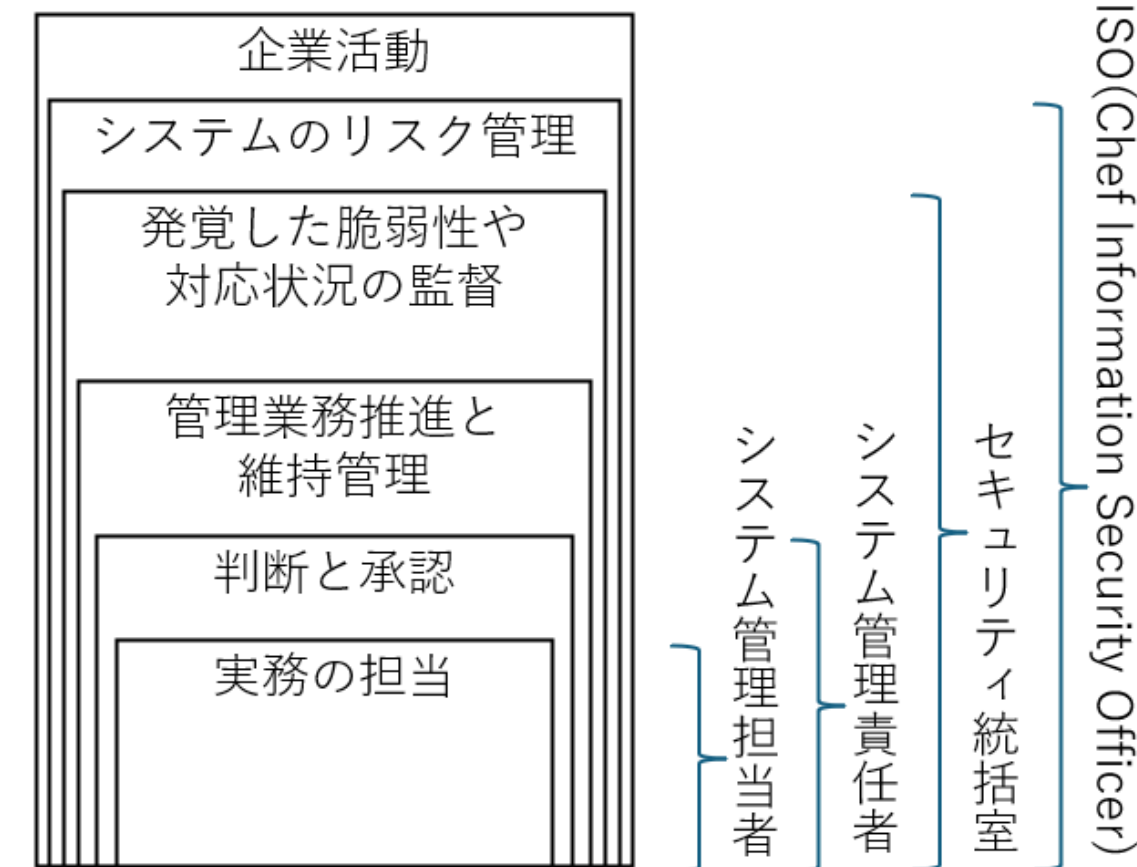 企業活動
システムのリスク管理
発覚した脆弱性や
対応状況の監督
管理業務推進と
維持管理
判断と承認
実務の担当
システム管理担当者
システム管理責任者
セキュリティ統括室
ISO(Chef Information Security Officer)